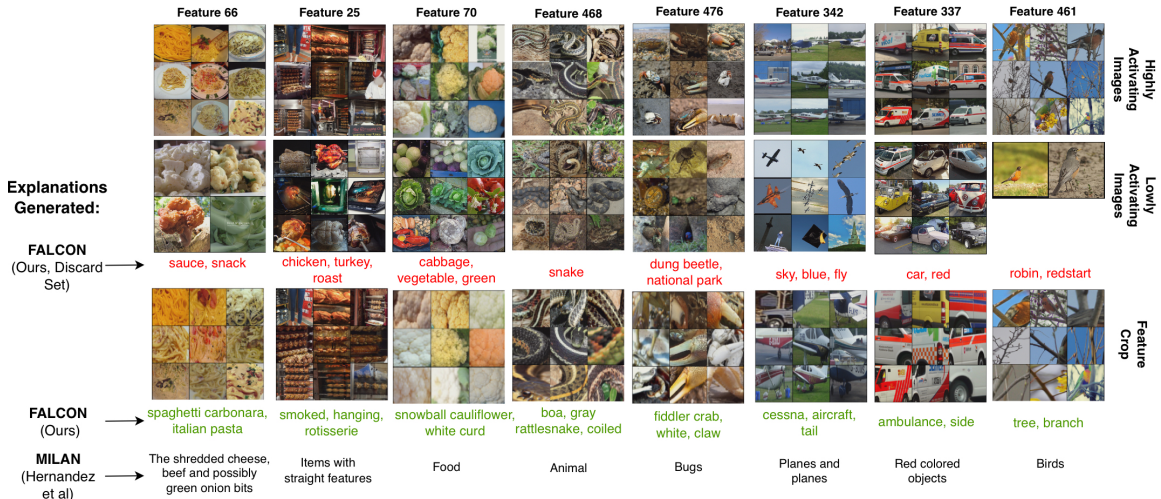 Feature 66 Feature 25 Feature 70 Feature 468 Feature 476 Feature 342 Feature 337 Feature 461
Highly
Activating
Images
Lowly
Activating
Images
Explanations
Generated:
FALCON
(Ours, Discard
Set)
sauce, snack
chicken, turkey,
roast
cabbage,
vegetable, green
snake
dung beetle,
national park
sky, blue, fly
car, red
robin, redstart
Feature
Crop
FALCON
(Ours)
spaghetti carbonara,
italian pasta
smoked, hanging,
rotisserie
snowball cauliflower,
white curd
boa, gray
rattlesnake, coiled
fiddler crab,
white, claw
cessna, aircraft,
tail
ambulance, side
tree, branch
MILAN
(Hernandez
et al)
The shredded cheese,
beef and possibly
green onion bits
Items with
straight features
Food
Animal
Bugs
Planes and
planes
Red colored
objects
Birds